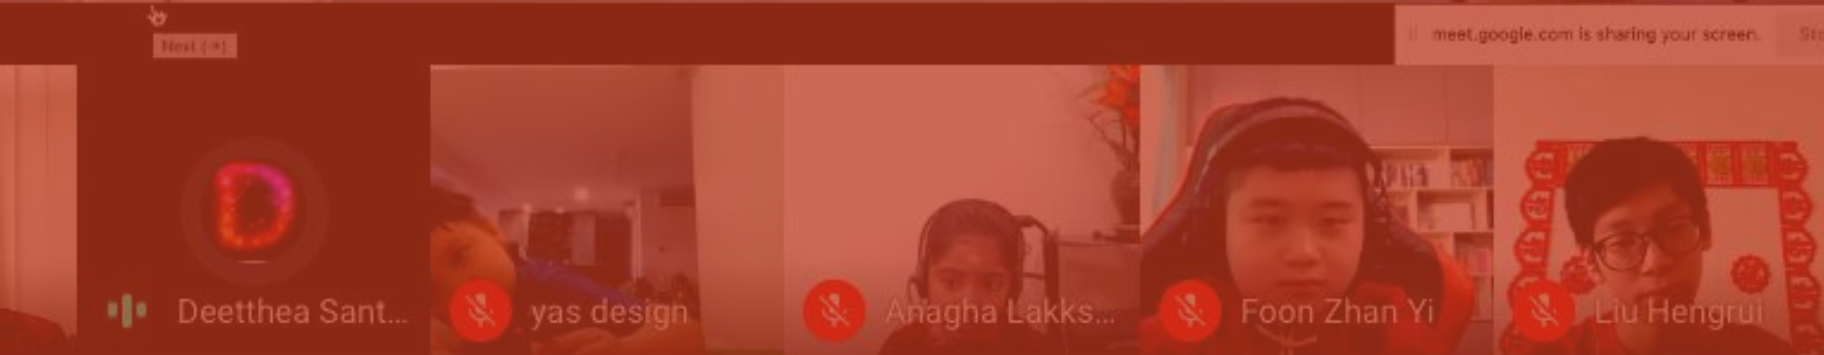 Next (→)
meet.google.com is sharing your screen.
D
Deetthea Sant...
yas design
Anagha Lakks...
Foon Zhan Yi
Liu Hengrui